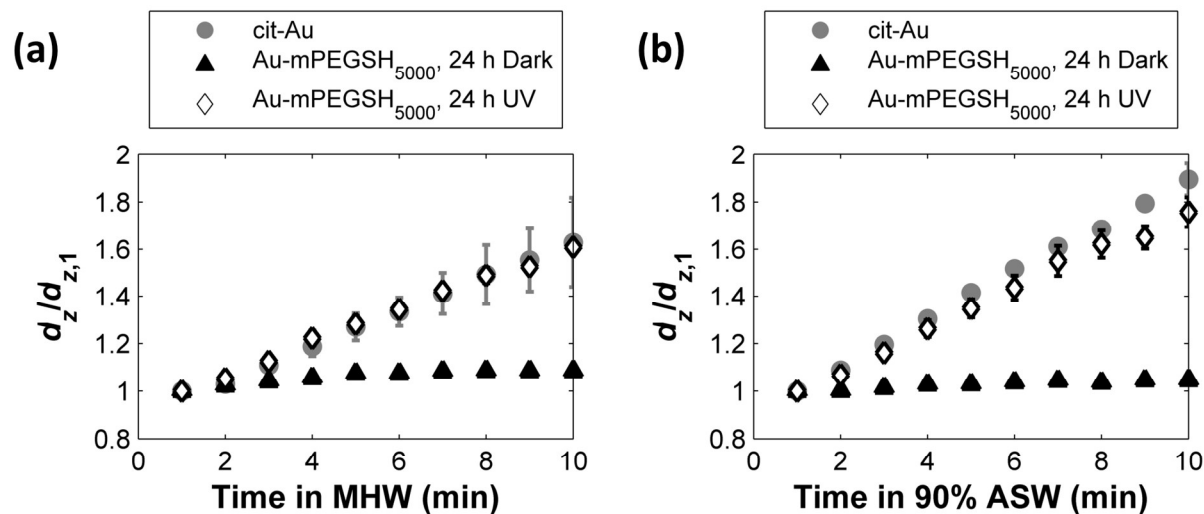 (a)
cit-Au
Au-mPEGSH5000, 24 h Dark
Au-mPEGSH5000, 24 h UV
2
1.8
1.6
1.4
1.2
1
0.8
dz/dz,1
0 2 4 6 8 10
Time in MHW (min)
(b)
cit-Au
Au-mPEGSH5000, 24 h Dark
Au-mPEGSH5000, 24 h UV
2
1.8
1.6
1.4
1.2
1
0.8
dz/dz,1
0 2 4 6 8 10
Time in 90% ASW (min)